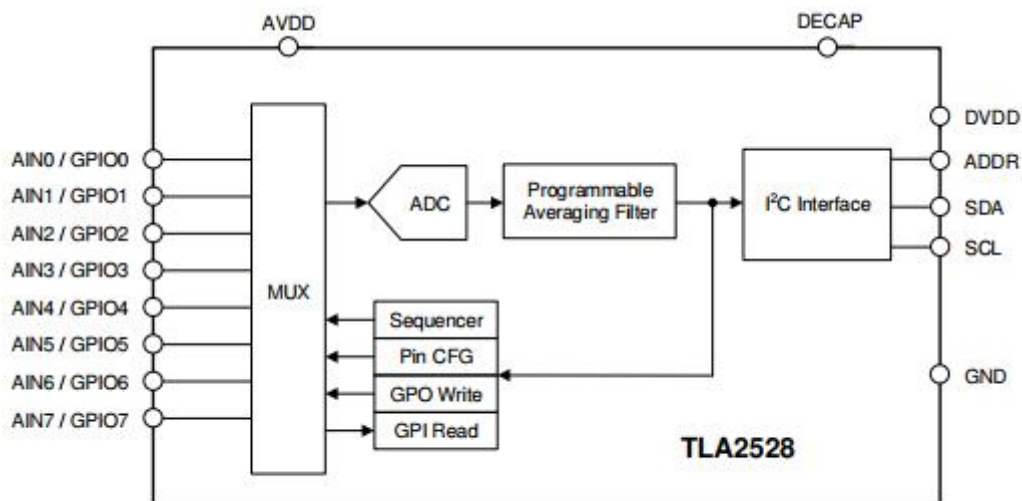 AVDD
DECAP
DVDD
AIN0 / GPIO0
AIN1 / GPIO1
AIN2 / GPIO2
AIN3 / GPIO3
AIN4 / GPIO4
AIN5 / GPIO5
AIN6 / GPIO6
AIN7 / GPIO7
MUX
ADC
Programmable
Averaging Filter
I²C Interface
ADDR
SDA
SCL
Sequencer
Pin CFG
GPO Write
GPI Read
GND
TLA2528